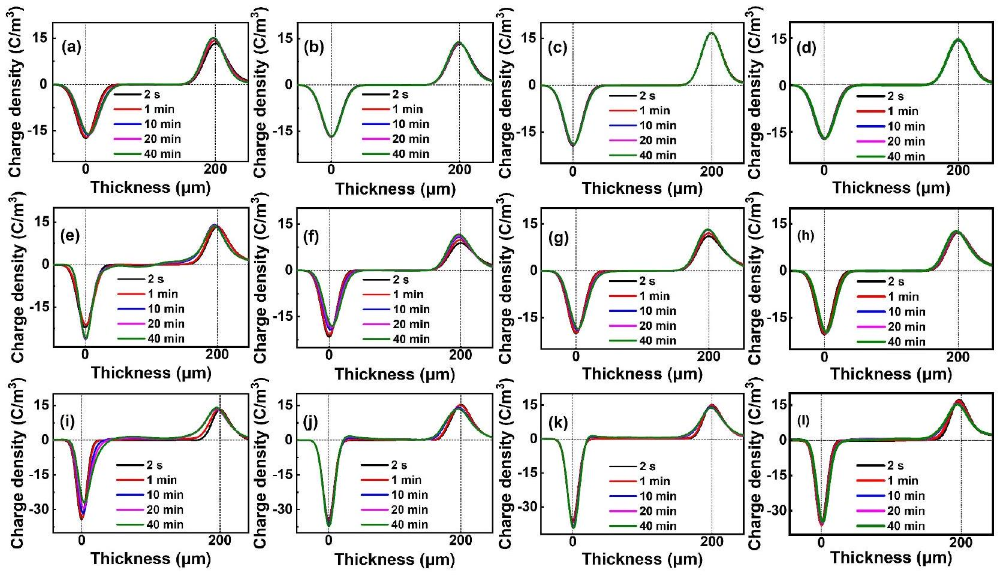 Charge density (C/m³)
15
0
-15
(a)
2 s
1 min
10 min
20 min
40 min
0
200
Thickness (μm)
Charge density (C/m³)
15
0
-15
(b)
2 s
1 min
10 min
20 min
40 min
0
200
Thickness (μm)
Charge density (C/m³)
15
0
-15
(c)
2 s
1 min
10 min
20 min
40 min
0
200
Thickness (μm)
Charge density (C/m³)
15
0
-15
(d)
2 s
1 min
10 min
20 min
40 min
0
200
Thickness (μm)
Charge density (C/m³)
15
0
-15
(e)
2 s
1 min
10 min
20 min
40 min
0
200
Thickness (μm)
Charge density (C/m³)
15
0
-15
(f)
2 s
1 min
10 min
20 min
40 min
0
200
Thickness (μm)
Charge density (C/m³)
15
0
-15
(g)
2 s
1 min
10 min
20 min
40 min
0
200
Thickness (μm)
Charge density (C/m³)
15
0
-15
(h)
2 s
1 min
10 min
20 min
40 min
0
200
Thickness (μm)
Charge density (C/m³)
15
0
-15
-30
(i)
2 s
1 min
10 min
20 min
40 min
0
200
Thickness (μm)
Charge density (C/m³)
15
0
-15
-30
(j)
2 s
1 min
10 min
20 min
40 min
0
200
Thickness (μm)
Charge density (C/m³)
15
0
-15
-30
(k)
2 s
1 min
10 min
20 min
40 min
0
200
Thickness (μm)
Charge density (C/m³)
15
0
-15
-30
(l)
2 s
1 min
10 min
20 min
40 min
0
200
Thickness (μm)